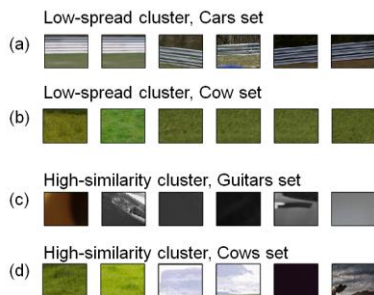 Low-spread cluster, Cars set
(a)
Low-spread cluster, Cow set
(b)
High-similarity cluster, Guitars set
(c)
High-similarity cluster, Cows set
(d)